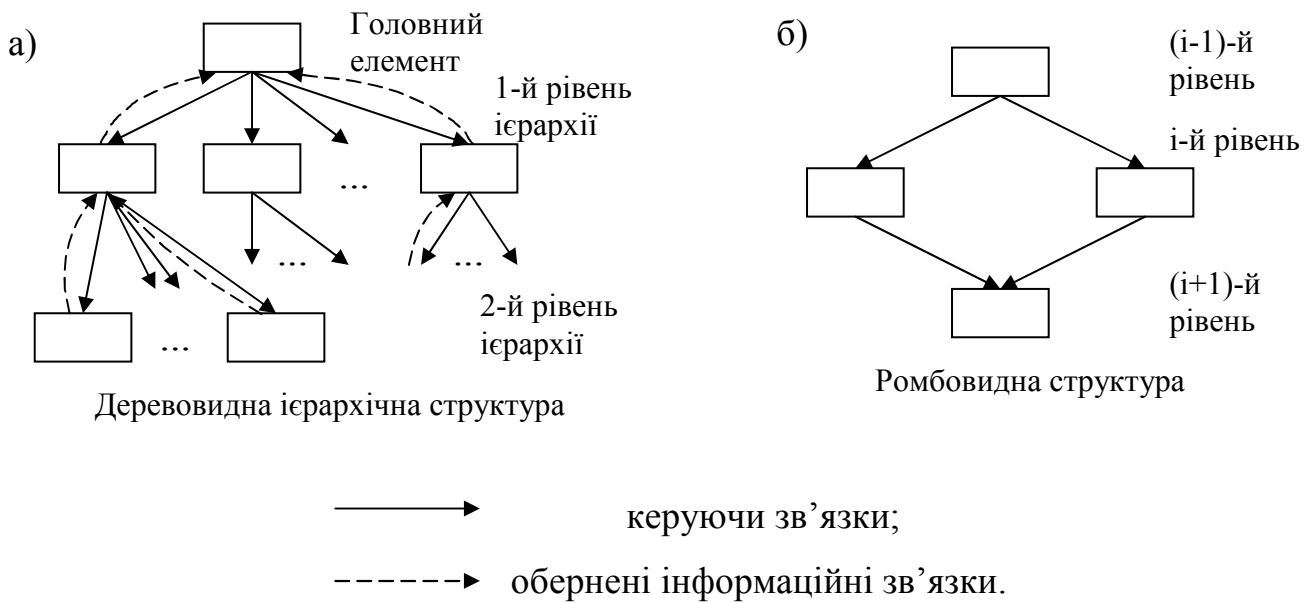 а)
Головний
елемент
1-й рівень
ієрархії
...
... ...
2-й рівень
ієрархії
...
Деревовидна ієрархічна структура
б)
(i-1)-й
рівень
i-й рівень
(i+1)-й
рівень
Ромбовидна структура
керуючи зв’язки;
обернені інформаційні зв’язки.